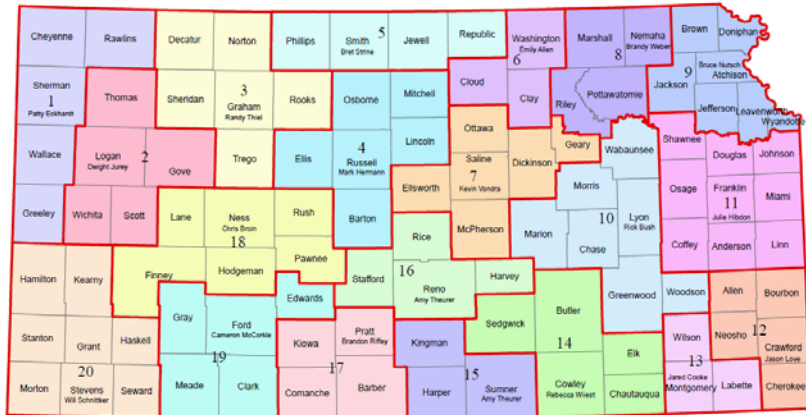 Cheyenne Rawlins Decatur Norton Phillips Smith Bret Strine 5 Jewell Republic Washington Emily Allen 6 Marshall 8 Nemaha Brandy Weber Brown Doniphan
Sherman 1 Patty Eckhardt Thomas Sheridan 3 Graham Randy Thiel Rooks Osborne Mitchell Cloud Clay Riley Pottawatomie Jackson 9 Bruce Nutsch Atchison Jefferson Leavenworth Wyandotte
Wallace Logan Dwight Jurey 2 Gove Trego Ellis 4 Russell Mark Hermann Lincoln Ottawa Saline 7 Kevin Vondra Dickinson Geary Wabaunsee Shawnee Douglas Johnson
Greeley Wichita Scott Lane Ness Chris Broin 18 Rush Barton Ellsworth McPherson Marion Morris Chase 10 Lyon Rick Bush Osage Franklin 11 Julie Hibdon Miami
Hamilton Kearny Finney Hodgeman Pawnee Stafford Rice 16 Reno Amy Theurer Harvey Greenwood Coffey Anderson Linn
Stanton Grant Haskell Gray Ford Cameron McCorkle Edwards Kiowa Pratt Brandon Rifley Kingman Sedgwick Butler Elk Woodson Wilson Allen Neosho Bourbon 12 Crawford Jason Love
Morton 20 Stevens Will Schnittker Seward Meade 19 Clark Comanche 17 Barber Harper 15 Sumner Amy Theurer 14 Cowley Rebecca Wiest Chautauqua 13 Jared Cooke Montgomery Labette Cherokee